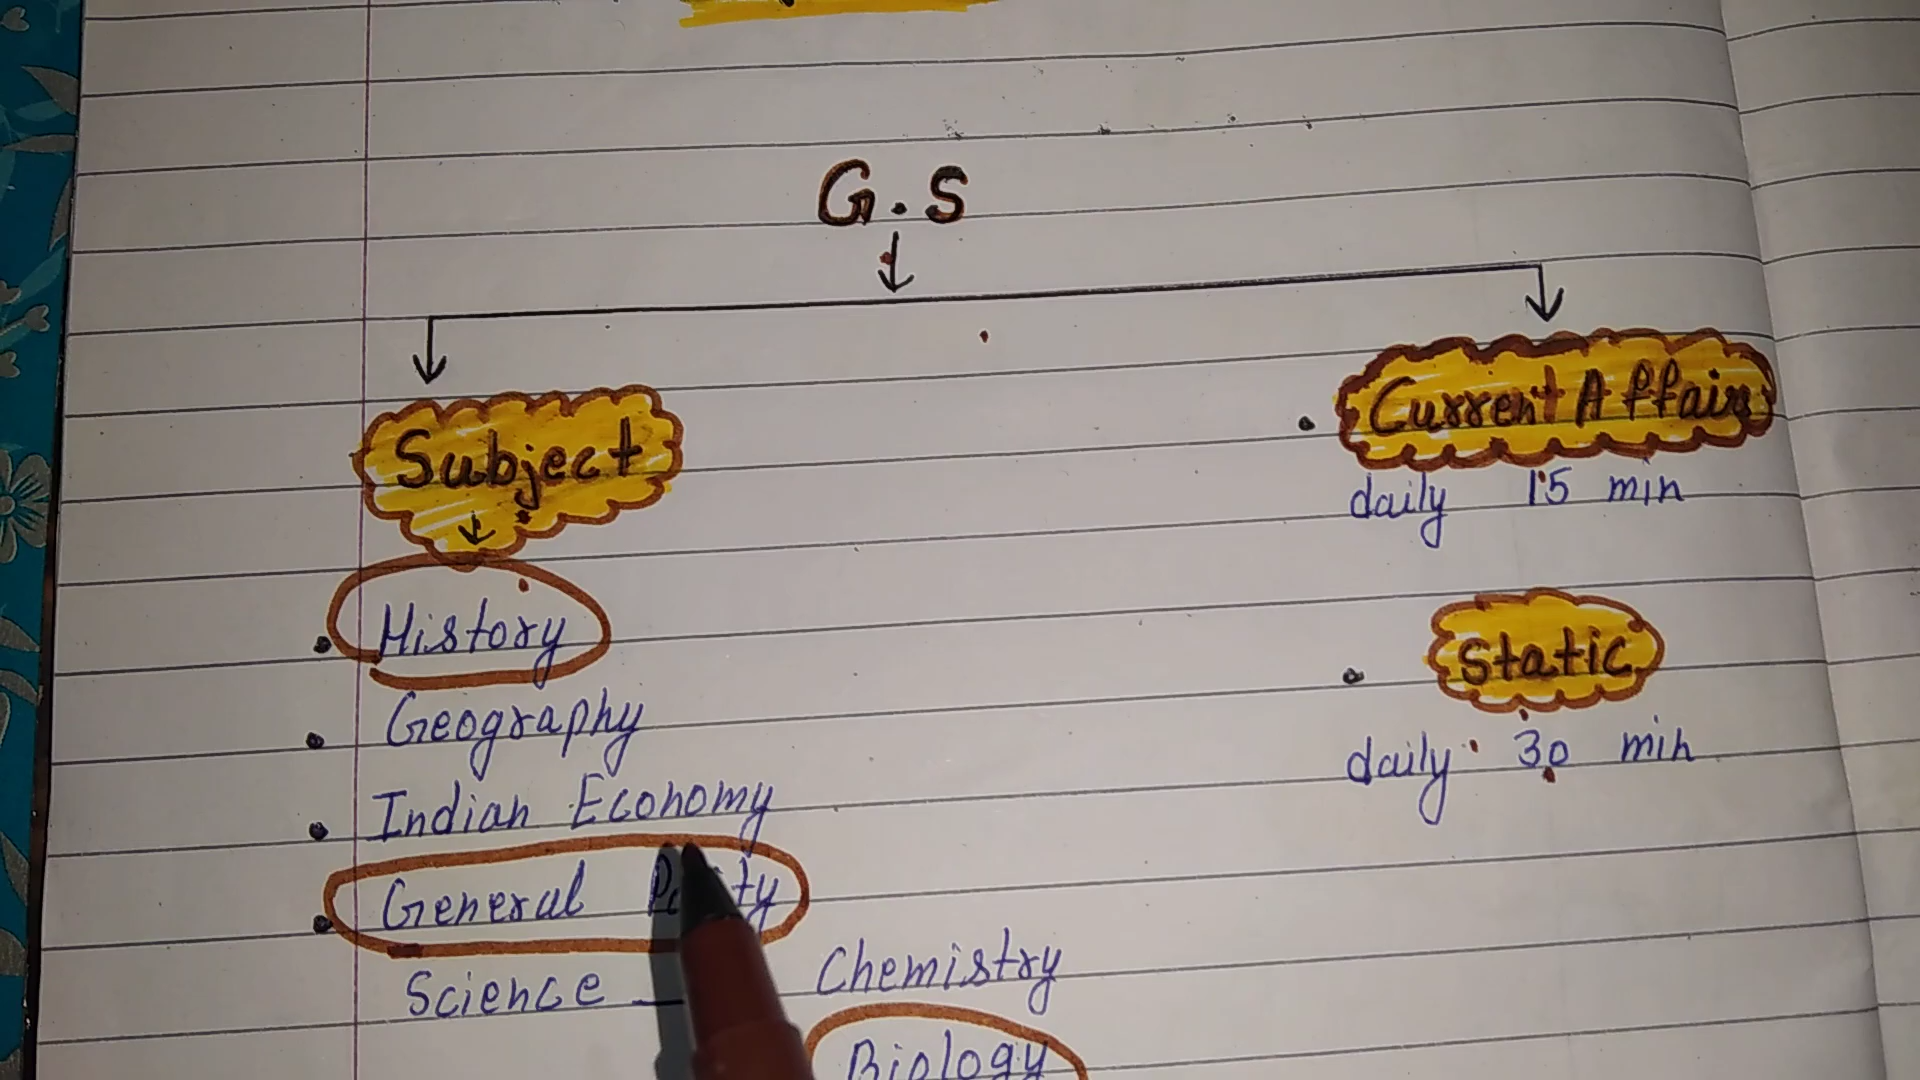 G.S
Subject
History
Geography
Indian Economy
General
Science
Chemistry
Biology
Current Affairs
daily 15 min
Static
daily 30 min